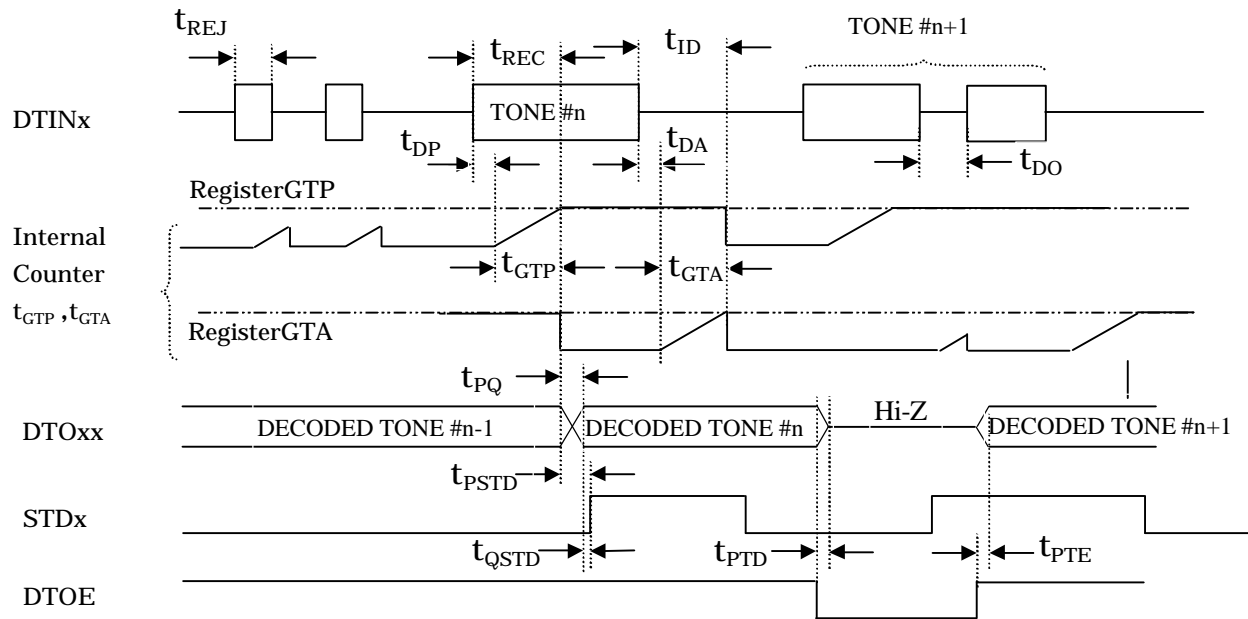 tREJ
tREC
tID
TONE #n+1
DTINx
TONE #n
tDP
tDA
tDO
RegisterGTP
Internal
Counter
tGTP ,tGTA
tGTP
tGTA
RegisterGTA
tPQ
DTOxx
DECODED TONE #n-1
DECODED TONE #n
Hi-Z
DECODED TONE #n+1
tPSTD
STDx
tQSTD
tPTD
tPTE
DTOE